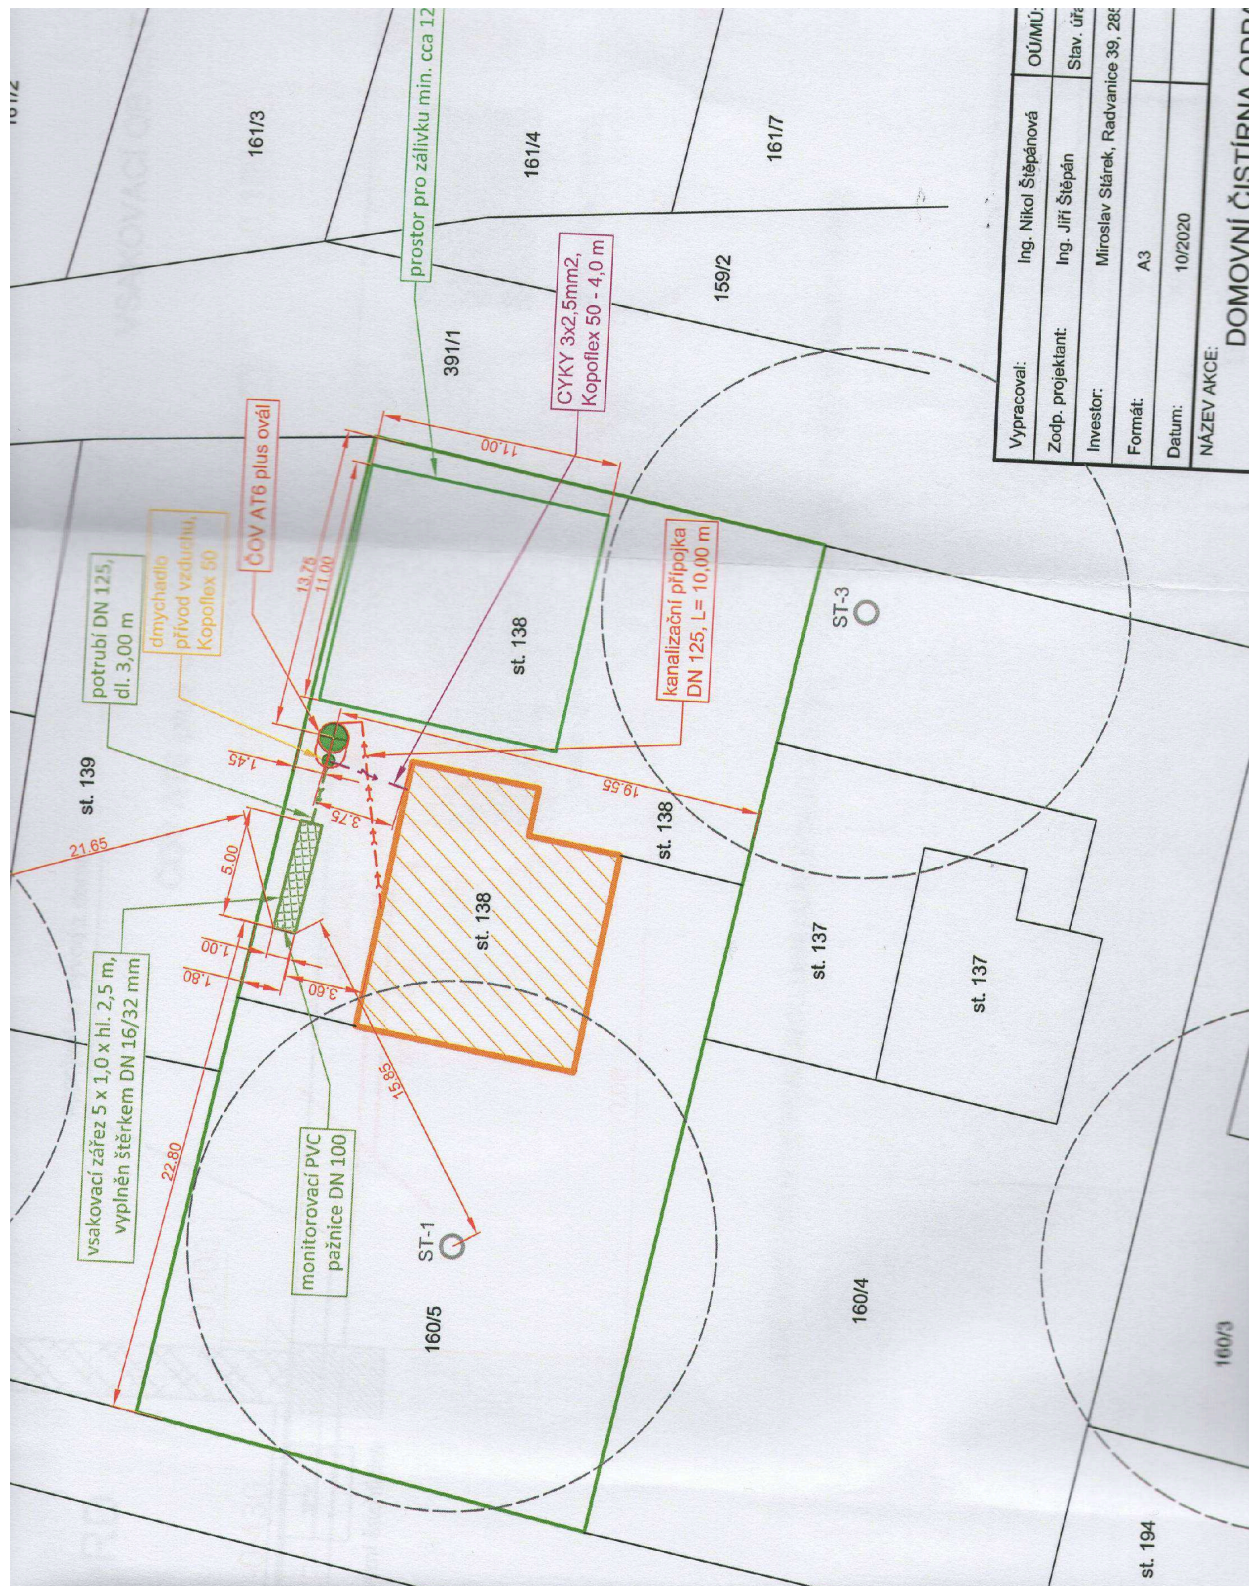 161/3
161/4
161/7
159/2
391/1
prostor pro zálivku min. cca 12
CYKY 3x2,5mm2,
Kopoflex 50 - 4,0 m
ČOV AT6 plus ovál
dmychadlo
přívod vzduchu,
Kopoflex 50
potrubí DN 125,
dl. 3,00 m
kanalizační přípojka
DN 125, L= 10,00 m
vsakovací zářez 5 x 1,0 x hl. 2,5 m,
vyplněn štěrkem DN 16/32 mm
monitorovací PVC
pažnice DN 100
13.75
11.00
11.00
1.45
3.75
19.55
21.65
5.00
1.00
1.80
3.60
15.85
22.80
st. 139
st. 138
st. 138
st. 138
st. 137
st. 137
ST-3
ST-1
160/5
160/4
160/3
st. 194
Vypracoval: Ing. Nikol Štěpánová OÚ/MÚ:
Zodp. projektant: Ing. Jiří Štěpán Stav. úřa
Investor: Miroslav Stárek, Radvanice 39, 285
Formát: A3
Datum: 10/2020
NÁZEV AKCE:
DOMOVNÍ ČISTÍRNA ODPA